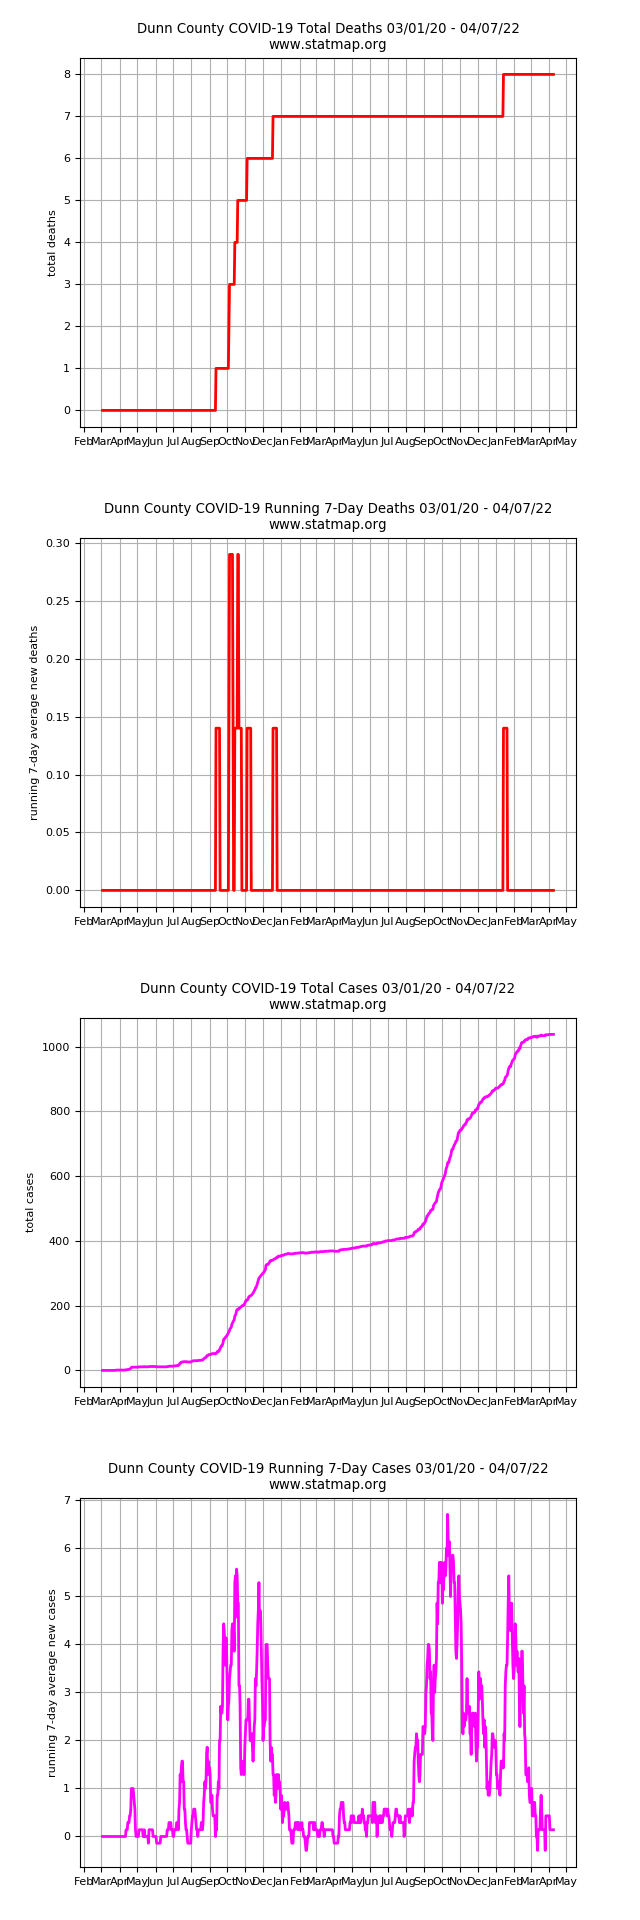 Dunn County COVID-19 Total Deaths 03/01/20 - 04/07/22
www.statmap.org
8
7
6
5
4
3
2
1
0
total deaths
Feb Mar Apr May Jun Jul Aug Sep Oct Nov Dec Jan Feb Mar Apr May Jun Jul Aug Sep Oct Nov Dec Jan Feb Mar Apr May
Dunn County COVID-19 Running 7-Day Deaths 03/01/20 - 04/07/22
www.statmap.org
0.30
0.25
0.20
0.15
0.10
0.05
0.00
running 7-day average new deaths
Feb Mar Apr May Jun Jul Aug Sep Oct Nov Dec Jan Feb Mar Apr May Jun Jul Aug Sep Oct Nov Dec Jan Feb Mar Apr May
Dunn County COVID-19 Total Cases 03/01/20 - 04/07/22
www.statmap.org
1000
800
600
400
200
0
total cases
Feb Mar Apr May Jun Jul Aug Sep Oct Nov Dec Jan Feb Mar Apr May Jun Jul Aug Sep Oct Nov Dec Jan Feb Mar Apr May
Dunn County COVID-19 Running 7-Day Cases 03/01/20 - 04/07/22
www.statmap.org
7
6
5
4
3
2
1
0
running 7-day average new cases
Feb Mar Apr May Jun Jul Aug Sep Oct Nov Dec Jan Feb Mar Apr May Jun Jul Aug Sep Oct Nov Dec Jan Feb Mar Apr May